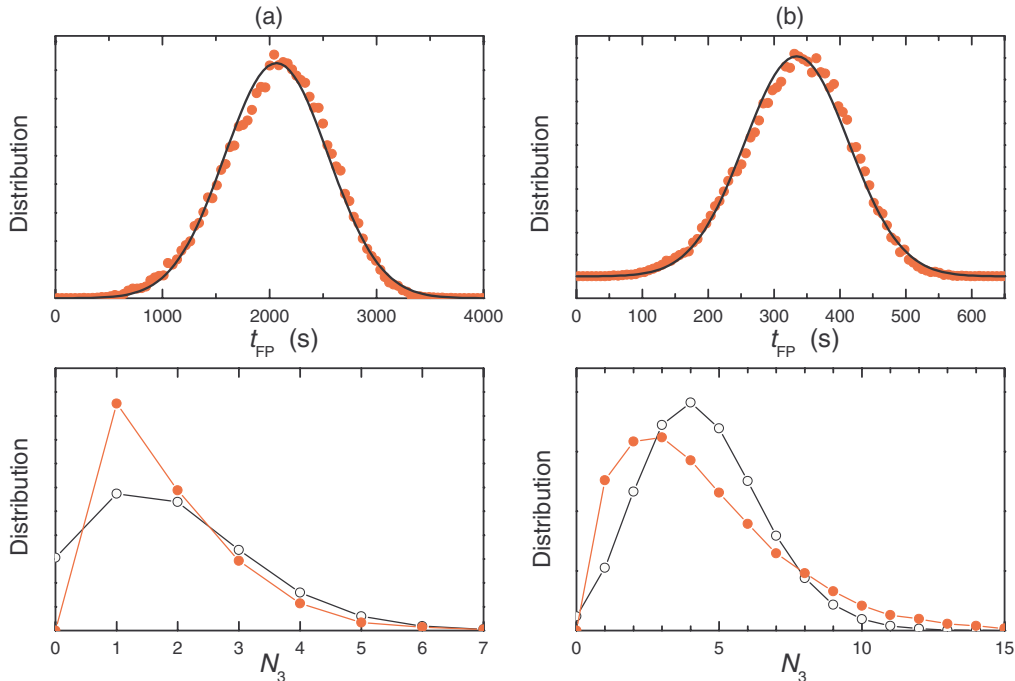 (a)
(b)
Distribution
Distribution
0 1000 2000 3000 4000
0 100 200 300 400 500 600
t_FP (s)
t_FP (s)
Distribution
Distribution
0 1 2 3 4 5 6 7
0 5 10 15
N_3
N_3